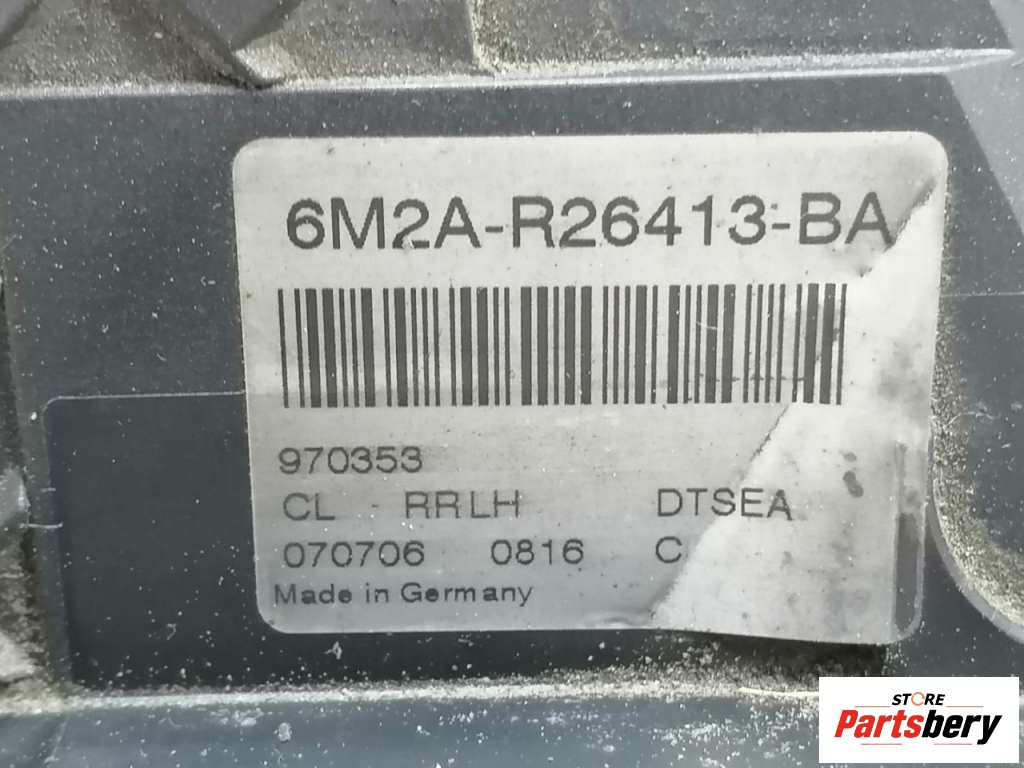 6M2A-R26413-BA
970353
CL - RRLH DTSEA
070706 0816 C
Made in Germany
STORE
Partsbery